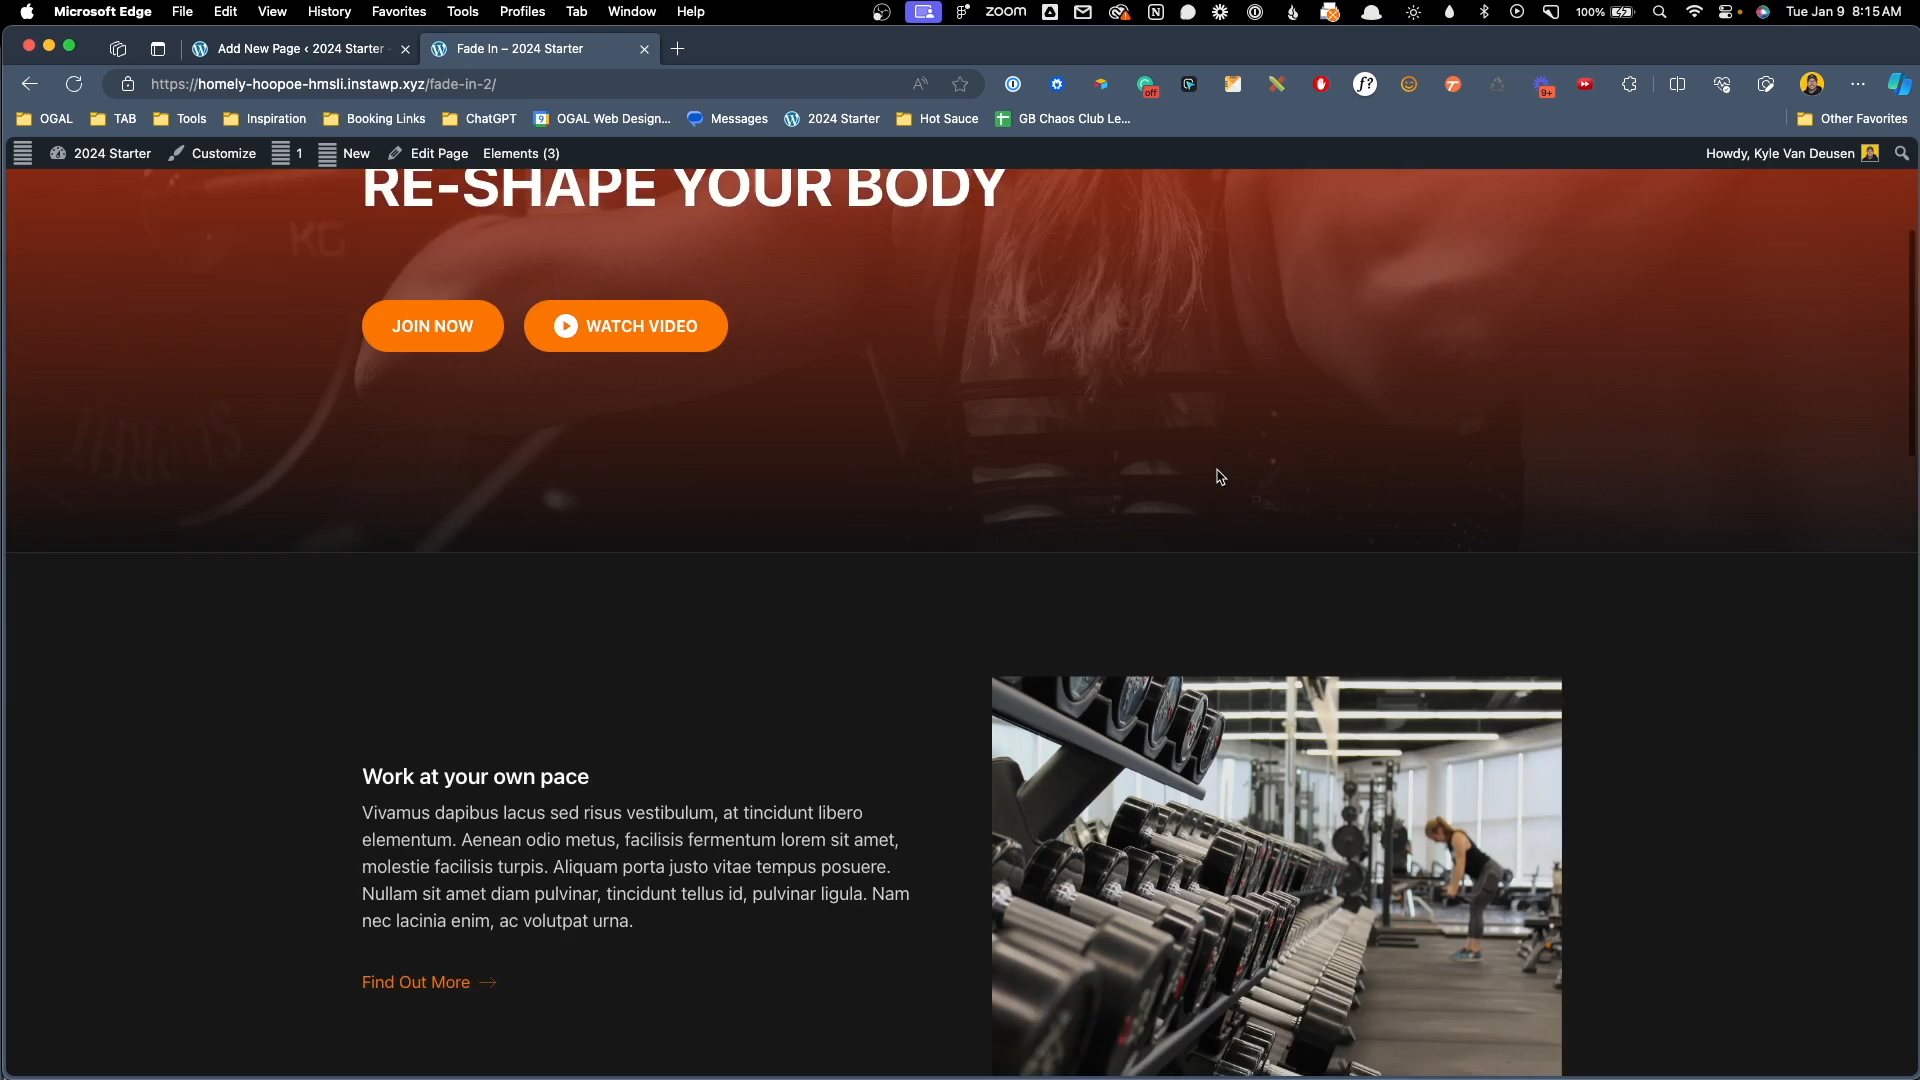 Microsoft Edge File Edit View History Favorites Tools Profiles Tab Window Help zoom 100% Tue Jan 9 8:15 AM
Add New Page ‹ 2024 Starter Fade In – 2024 Starter
https://homely-hoopoe-hmsli.instawp.xyz/fade-in-2/ off f? 9+
OGAL TAB Tools Inspiration Booking Links ChatGPT 9 OGAL Web Design... Messages 2024 Starter Hot Sauce GB Chaos Club Le... Other Favorites
2024 Starter Customize 1 New Edit Page Elements (3) Howdy, Kyle Van Deusen
RE-SHAPE YOUR BODY
KG
JOIN NOW WATCH VIDEO
Work at your own pace
Vivamus dapibus lacus sed risus vestibulum, at tincidunt libero
elementum. Aenean odio metus, facilisis fermentum lorem sit amet,
molestie facilisis turpis. Aliquam porta justo vitae tempus posuere.
Nullam sit amet diam pulvinar, tincidunt tellus id, pulvinar ligula. Nam
nec lacinia enim, ac volutpat urna.
Find Out More →